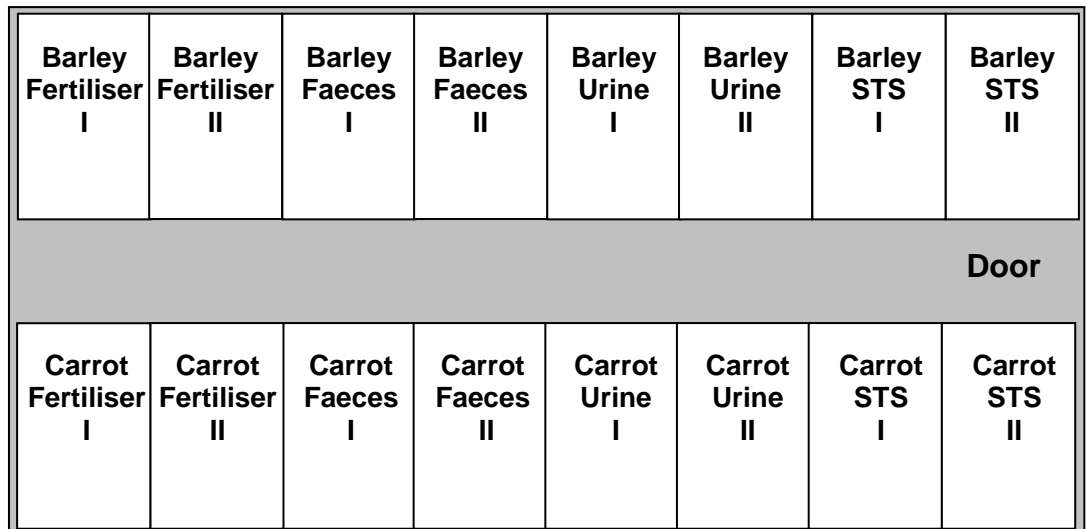 Barley Fertiliser I
Barley Fertiliser II
Barley Faeces I
Barley Faeces II
Barley Urine I
Barley Urine II
Barley STS I
Barley STS II
Door
Carrot Fertiliser I
Carrot Fertiliser II
Carrot Faeces I
Carrot Faeces II
Carrot Urine I
Carrot Urine II
Carrot STS I
Carrot STS II